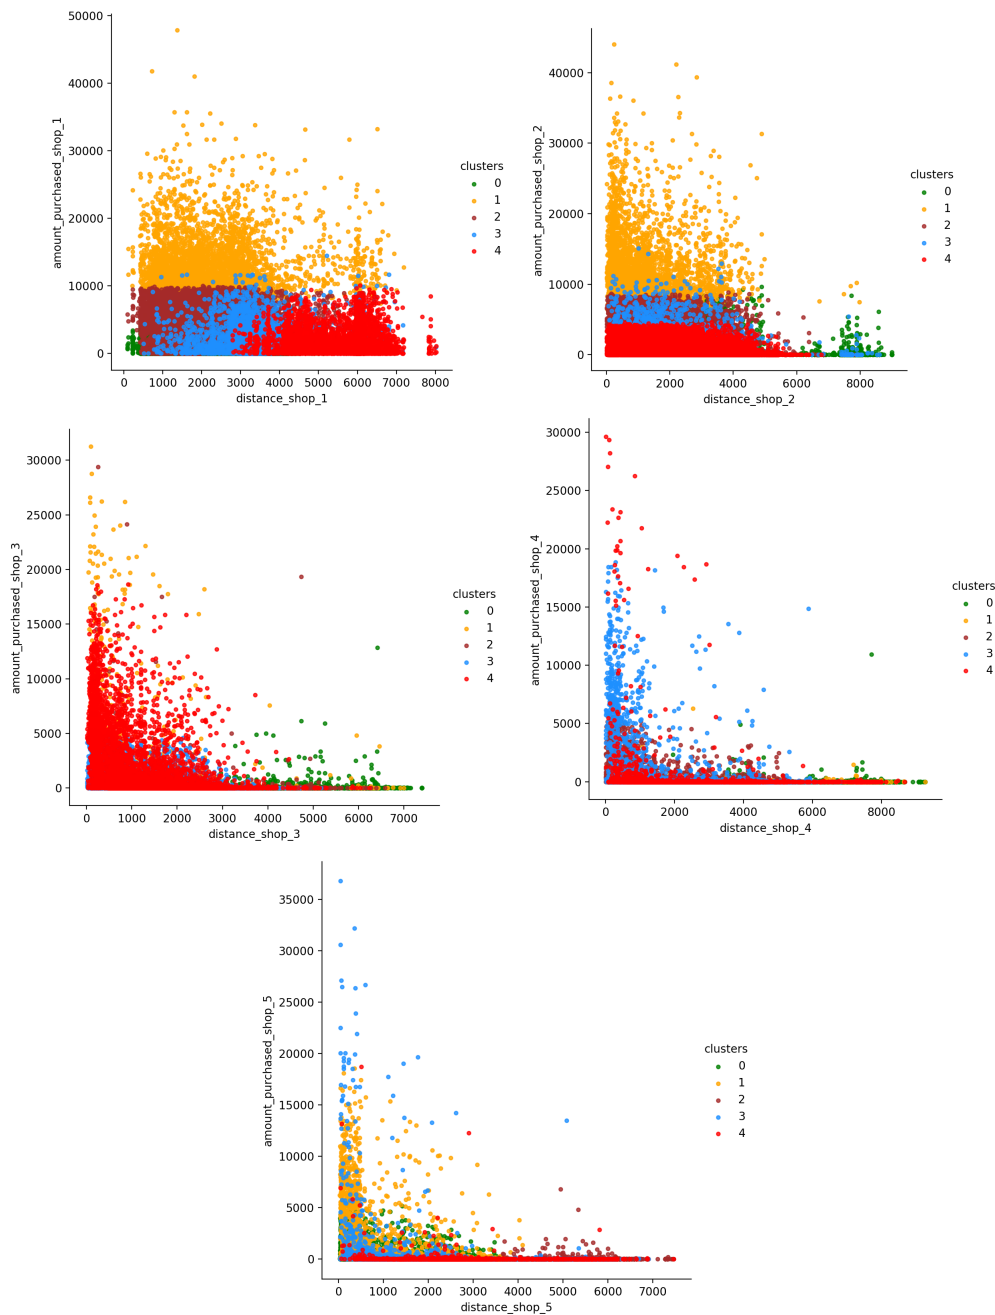 50000
40000
30000
20000
10000
0
amount_purchased_shop_1
0 1000 2000 3000 4000 5000 6000 7000 8000
distance_shop_1
clusters
0
1
2
3
4
40000
30000
20000
10000
0
amount_purchased_shop_2
0 2000 4000 6000 8000
distance_shop_2
clusters
0
1
2
3
4
30000
25000
20000
15000
10000
5000
0
amount_purchased_shop_3
0 1000 2000 3000 4000 5000 6000 7000
distance_shop_3
clusters
0
1
2
3
4
30000
25000
20000
15000
10000
5000
0
amount_purchased_shop_4
0 2000 4000 6000 8000
distance_shop_4
clusters
0
1
2
3
4
35000
30000
25000
20000
15000
10000
5000
0
amount_purchased_shop_5
0 1000 2000 3000 4000 5000 6000 7000
distance_shop_5
clusters
0
1
2
3
4